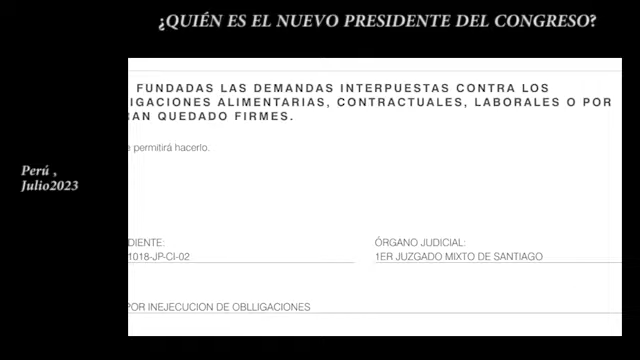 ¿QUIÉN ES EL NUEVO PRESIDENTE DEL CONGRESO?
FUNDADAS LAS DEMANDAS INTERPUESTAS CONTRA LOS
IGACIONES ALIMENTARIAS, CONTRACTUALES, LABORALES O POR
RAN QUEDADO FIRMES.
e permitirá hacerlo.
Perú ,
Julio2023
DIENTE:
1018-JP-CI-02
ÓRGANO JUDICIAL:
1ER JUZGADO MIXTO DE SANTIAGO
POR INEJECUCION DE OBLLIGACIONES